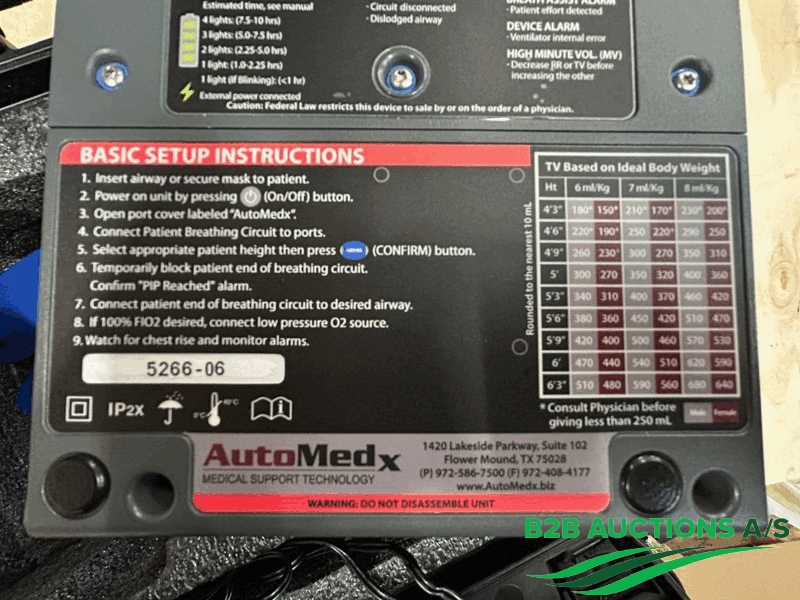 Estimated time, see manual
4 lights: (7.5-10 hrs)
3 lights: (5.0-7.5 hrs)
2 lights: (2.25-5.0 hrs)
1 light: (1.0-2.25 hrs)
1 light (if Blinking): (<1 hr)
External power connected
· Circuit disconnected
· Dislodged airway
BREATH ASSIST ALARM
· Patient effort detected
DEVICE ALARM
· Ventilator internal error
HIGH MINUTE VOL. (MV)
· Decrease RR or TV before
increasing the other
Caution: Federal Law restricts this device to sale by or on the order of a physician.
BASIC SETUP INSTRUCTIONS
1. Insert airway or secure mask to patient.
2. Power on unit by pressing (On/Off) button.
3. Open port cover labeled "AutoMedx".
4. Connect Patient Breathing Circuit to ports.
5. Select appropriate patient height then press (CONFIRM) button.
6. Temporarily block patient end of breathing circuit.
Confirm "PIP Reached" alarm.
7. Connect patient end of breathing circuit to desired airway.
8. If 100% FIO2 desired, connect low pressure O2 source.
9. Watch for chest rise and monitor alarms.
5266-06
IP2X
0°C 40°C
Rounded to the nearest 10 mL
TV Based on Ideal Body Weight
Ht 6 ml/Kg 7 ml/Kg 8 ml/Kg
4'3" 180* 150* 210* 170* 230* 200*
4'6" 220* 190* 250 220* 290 250
4'9" 260 230* 300 270 350 310
5' 300 270 350 320 400 360
5'3" 340 310 400 370 460 420
5'6" 380 360 450 420 510 470
5'9" 420 400 500 460 570 530
6' 470 440 540 510 620 590
6'3" 510 480 590 560 680 640
* Consult Physician before
giving less than 250 mL
Male Female
AutoMedx
MEDICAL SUPPORT TECHNOLOGY
1420 Lakeside Parkway, Suite 102
Flower Mound, TX 75028
(P) 972-586-7500 (F) 972-408-4177
www.AutoMedx.biz
WARNING: DO NOT DISASSEMBLE UNIT
B2B AUCTIONS A/S